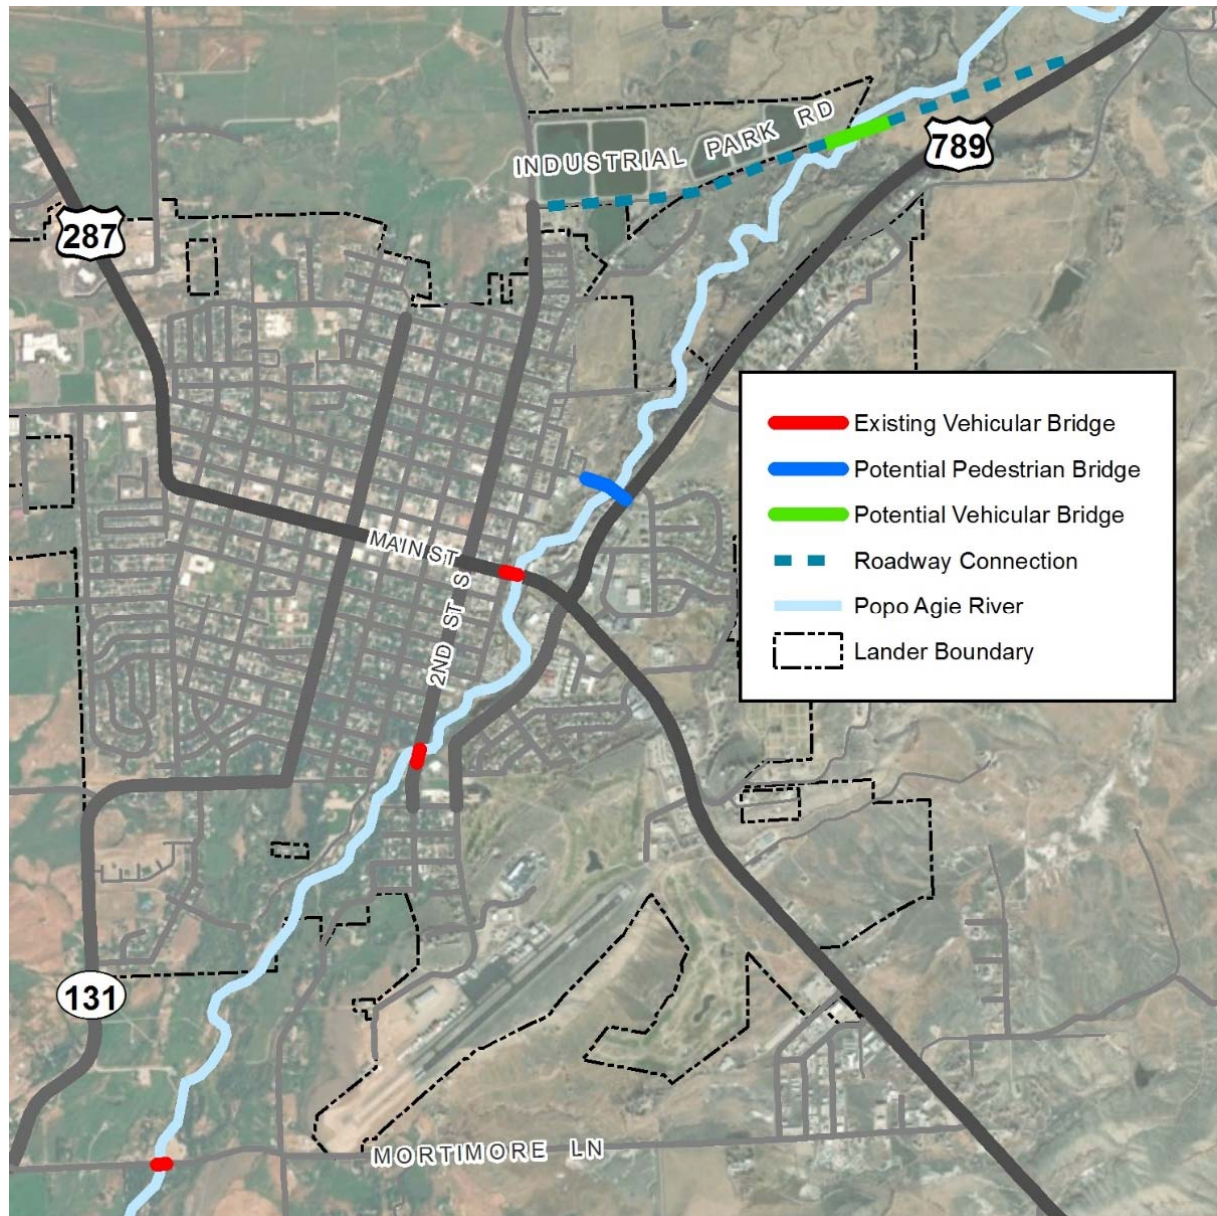 INDUSTRIAL PARK RD
789
287
Existing Vehicular Bridge
Potential Pedestrian Bridge
Potential Vehicular Bridge
Roadway Connection
Popo Agie River
Lander Boundary
MAIN ST
2ND ST S
131
MORTIMORE LN